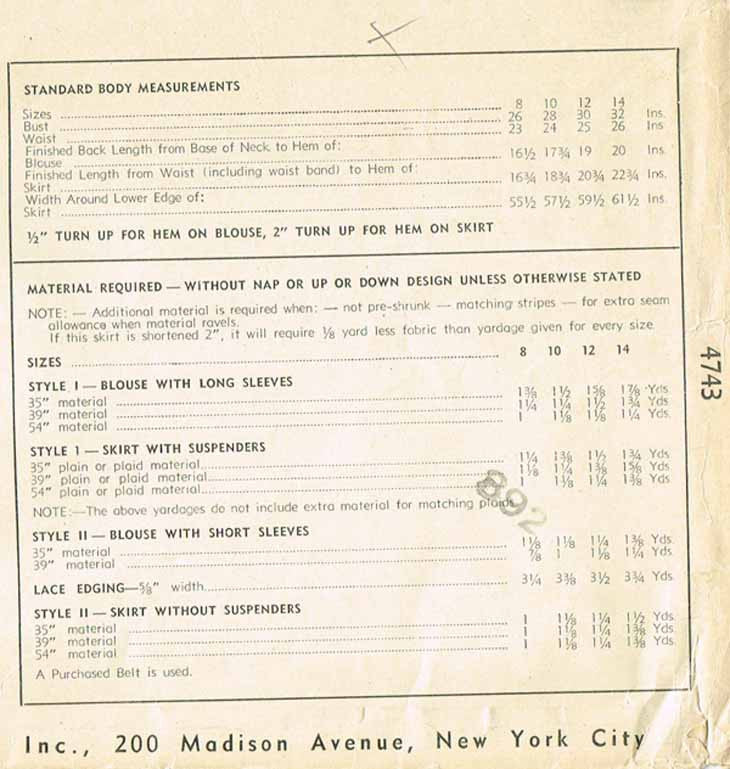 STANDARD BODY MEASUREMENTS
Sizes 8 10 12 14
Bust 26 28 30 32 Ins.
Waist 23 24 25 26 Ins
Finished Back Length from Base of Neck to Hem of:
Blouse 16½ 17¾ 19 20 Ins.
Finished Length from Waist (including waist band) to Hem of:
Skirt 16¾ 18¾ 20¾ 22¾ Ins.
Width Around Lower Edge of:
Skirt 55½ 57½ 59½ 61½ Ins.
½" TURN UP FOR HEM ON BLOUSE, 2" TURN UP FOR HEM ON SKIRT
MATERIAL REQUIRED — WITHOUT NAP OR UP OR DOWN DESIGN UNLESS OTHERWISE STATED
NOTE: — Additional material is required when: — not pre-shrunk — matching stripes — for extra seam
allowance when material ravels.
If this skirt is shortened 2", it will require ⅛ yard less fabric than yardage given for every size.
SIZES 8 10 12 14
STYLE I — BLOUSE WITH LONG SLEEVES
35" material 1⅜ 1½ 1⅝ 1⅞ Yds.
39" material 1¼ 1¼ 1½ 1¾ Yds.
54" material 1 1⅛ 1⅛ 1¼ Yds.
STYLE I — SKIRT WITH SUSPENDERS
35" plain or plaid material 1¼ 1⅜ 1½ 1¾ Yds.
39" plain or plaid material 1⅛ 1¼ 1⅜ 1⅝ Yds.
54" plain or plaid material 1 1⅛ 1¼ 1⅜ Yds.
NOTE:—The above yardages do not include extra material for matching plaids.
892
STYLE II — BLOUSE WITH SHORT SLEEVES
35" material 1⅛ 1⅛ 1¼ 1⅜ Yds.
39" material ⅞ 1 1⅛ 1¼ Yds.
LACE EDGING—⅝" width 3¼ 3⅜ 3½ 3¾ Yds.
STYLE II — SKIRT WITHOUT SUSPENDERS
35" material 1 1⅛ 1¼ 1½ Yds.
39" material 1 1⅛ 1¼ 1⅜ Yds.
54" material 1 1⅛ 1¼ 1⅜ Yds.
A Purchased Belt is used.
4743
Inc., 200 Madison Avenue, New York City